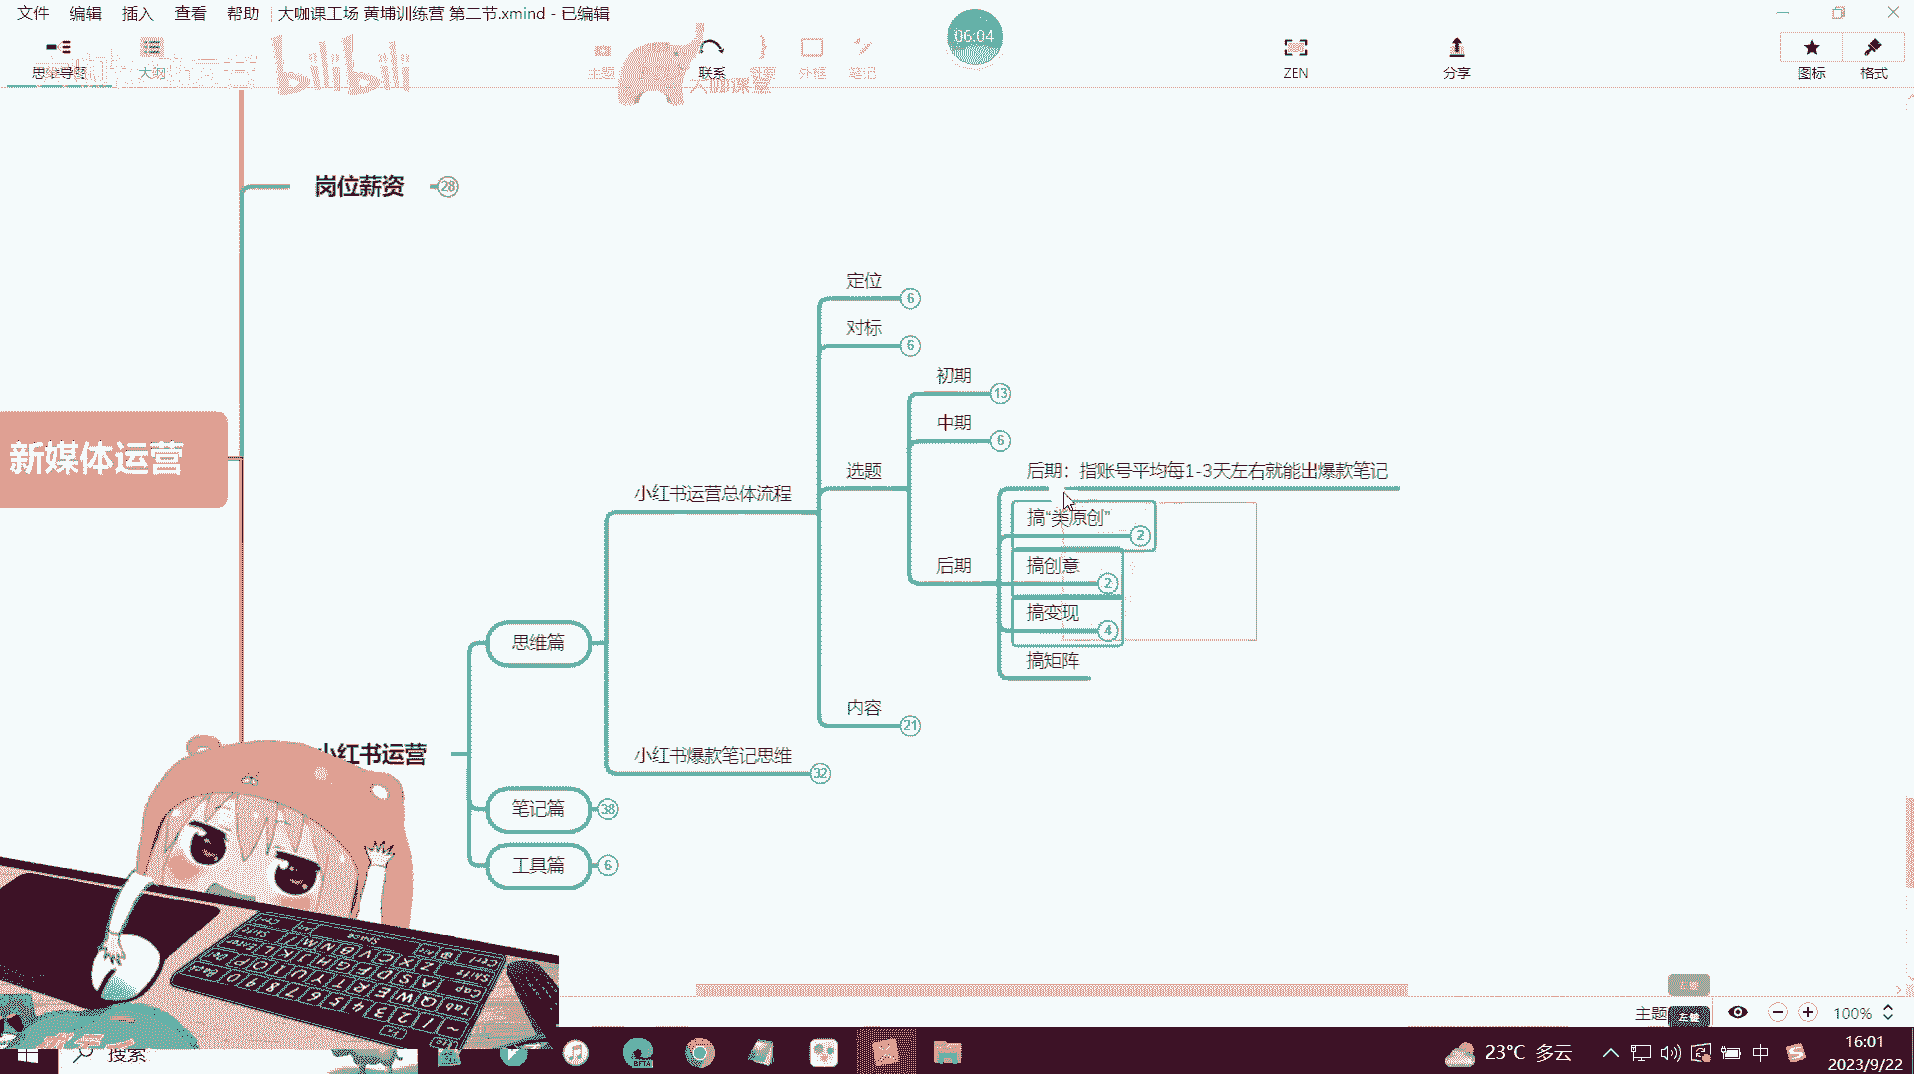 文件 编辑 插入 查看 帮助 大咖课工场 黄埔训练营 第二节.xmind - 已编辑
06:04
bilibili
思维导图 大纲 主题 联系 概要 外框 笔记 ZEN 分享 图标 格式
大咖课堂
岗位薪资 28
定位 6
对标 6
初期 13
中期 6
新媒体运营
选题
后期：指账号平均每1-3天左右就能出爆款笔记
小红书运营总体流程
搞“类原创” 2
后期
搞创意 2
搞变现 4
思维篇
搞矩阵
内容 21
小红书运营
小红书爆款笔记思维 32
笔记篇 38
工具篇 6
主题
100%
搜索
BETA
23°C 多云
中
16:01
2023/9/22